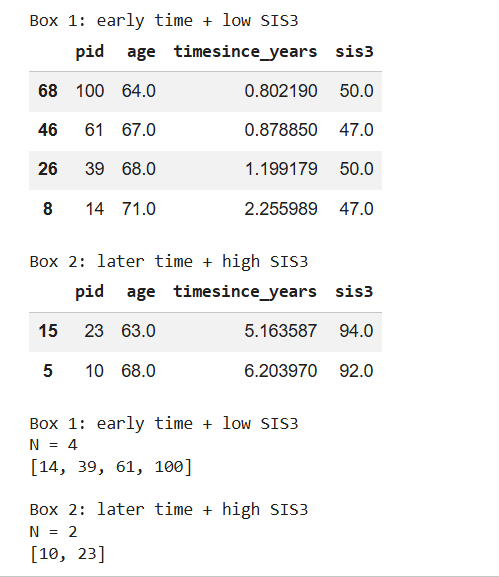 Box 1: early time + low SIS3
pid age timesince_years sis3
68 100 64.0 0.802190 50.0
46 61 67.0 0.878850 47.0
26 39 68.0 1.199179 50.0
8 14 71.0 2.255989 47.0
Box 2: later time + high SIS3
pid age timesince_years sis3
15 23 63.0 5.163587 94.0
5 10 68.0 6.203970 92.0
Box 1: early time + low SIS3
N = 4
[14, 39, 61, 100]
Box 2: later time + high SIS3
N = 2
[10, 23]